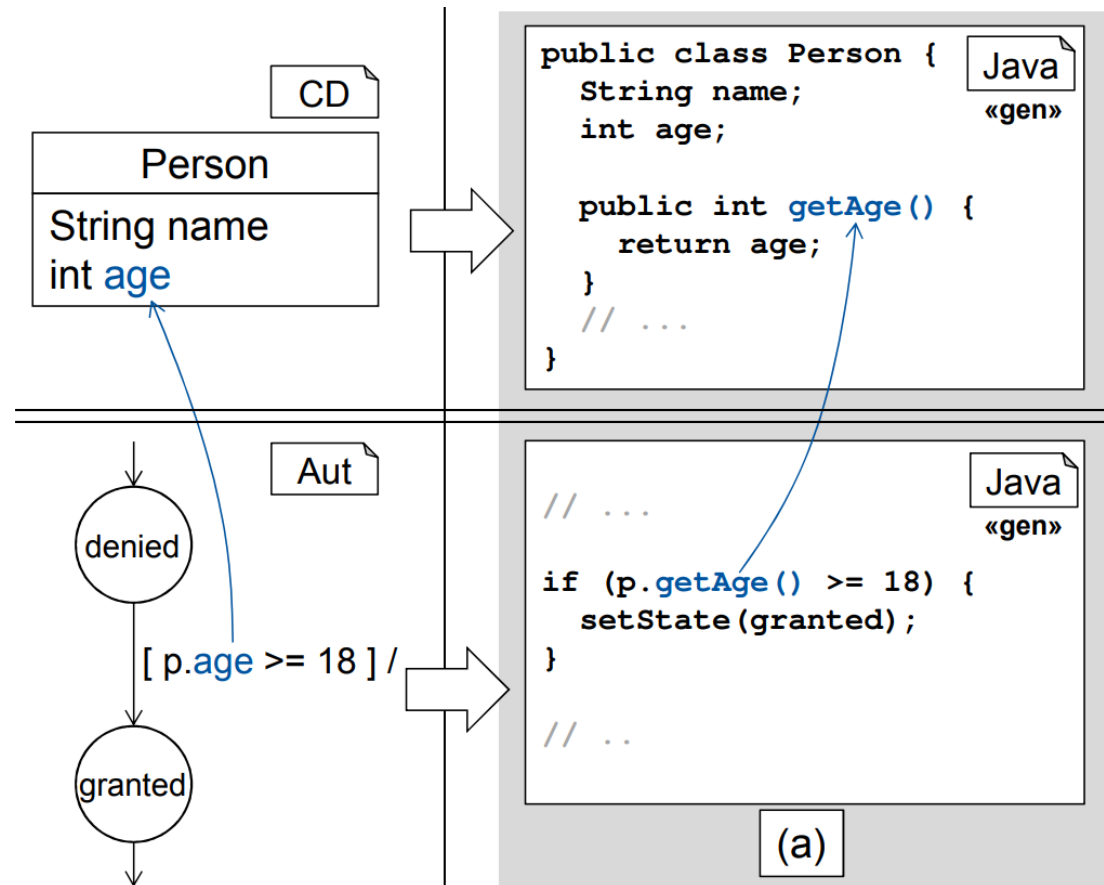 CD
Person
String name
int age
public class Person {
String name;
int age;
public int getAge() {
return age;
}
// ...
}
Java
«gen»
Aut
denied
[ p.age >= 18 ] /
granted
// ...
if (p.getAge() >= 18) {
setState(granted);
}
// ..
Java
«gen»
(a)